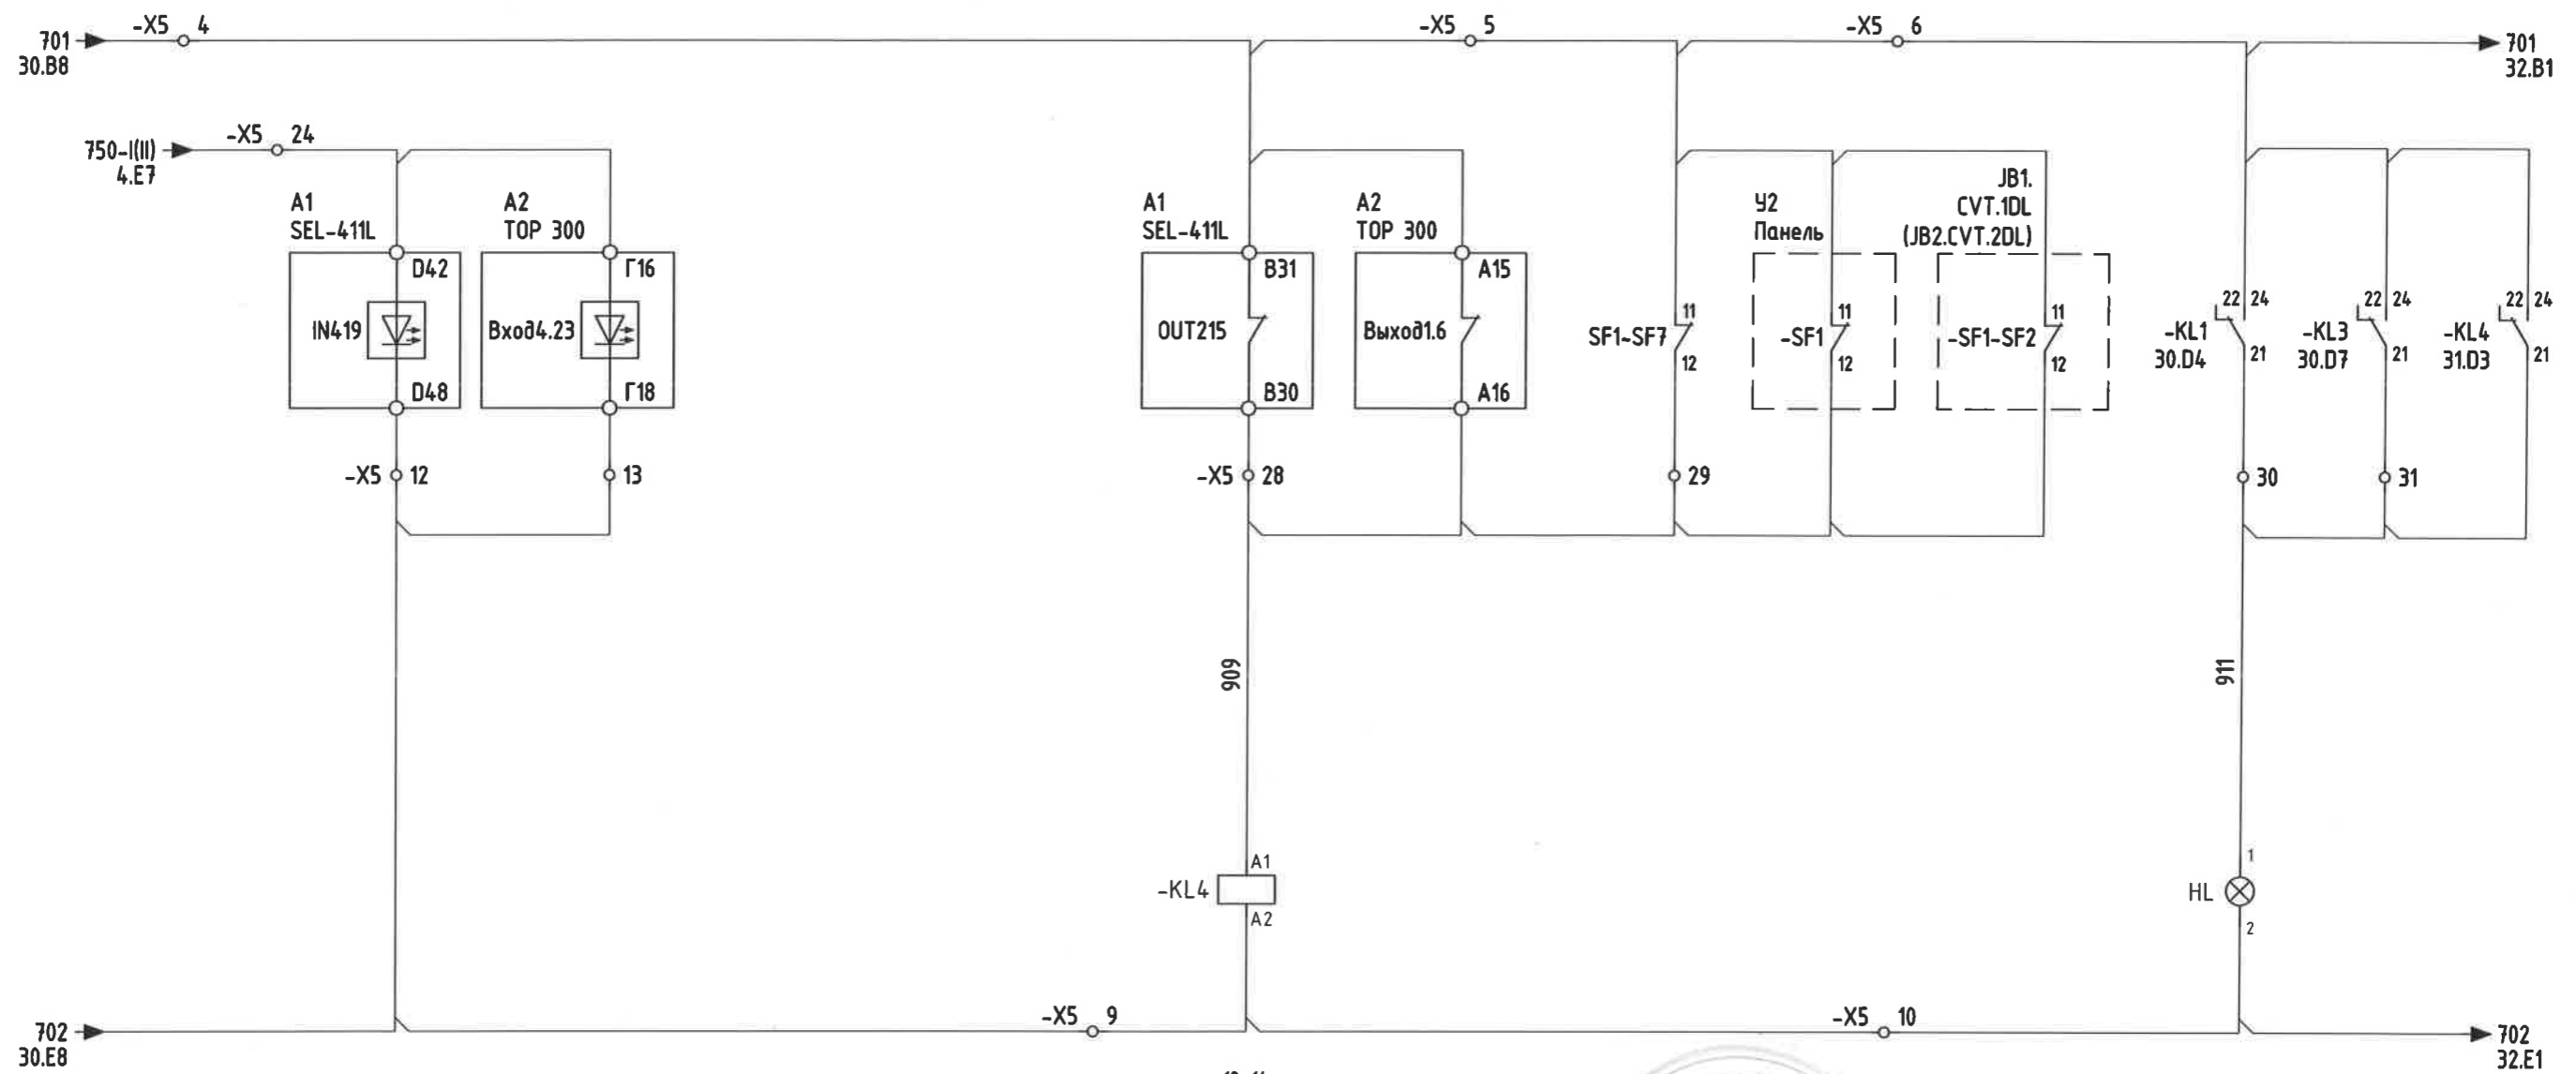 -X5 4
-X5 5
-X5 6
701
30.B8
701
32.B1
-X5 24
750-I(II)
4.E7
A1
SEL-411L
A2
TOP 300
D42
Г16
IN419
Вход4.23
D48
Г18
-X5 12
13
A1
SEL-411L
A2
TOP 300
B31
A15
OUT215
Выход1.6
B30
A16
-X5 28
У2
Панель
JB1.
CVT.1DL
(JB2.CVT.2DL)
11
SF1~SF7
12
11
-SF1
12
11
-SF1-SF2
12
29
22 24
-KL1
30.D4
21
22 24
-KL3
30.D7
21
22 24
-KL4
31.D3
21
30
31
909
911
A1
-KL4
A2
1
HL
2
702
30.E8
-X5 9
-X5 10
702
32.E1